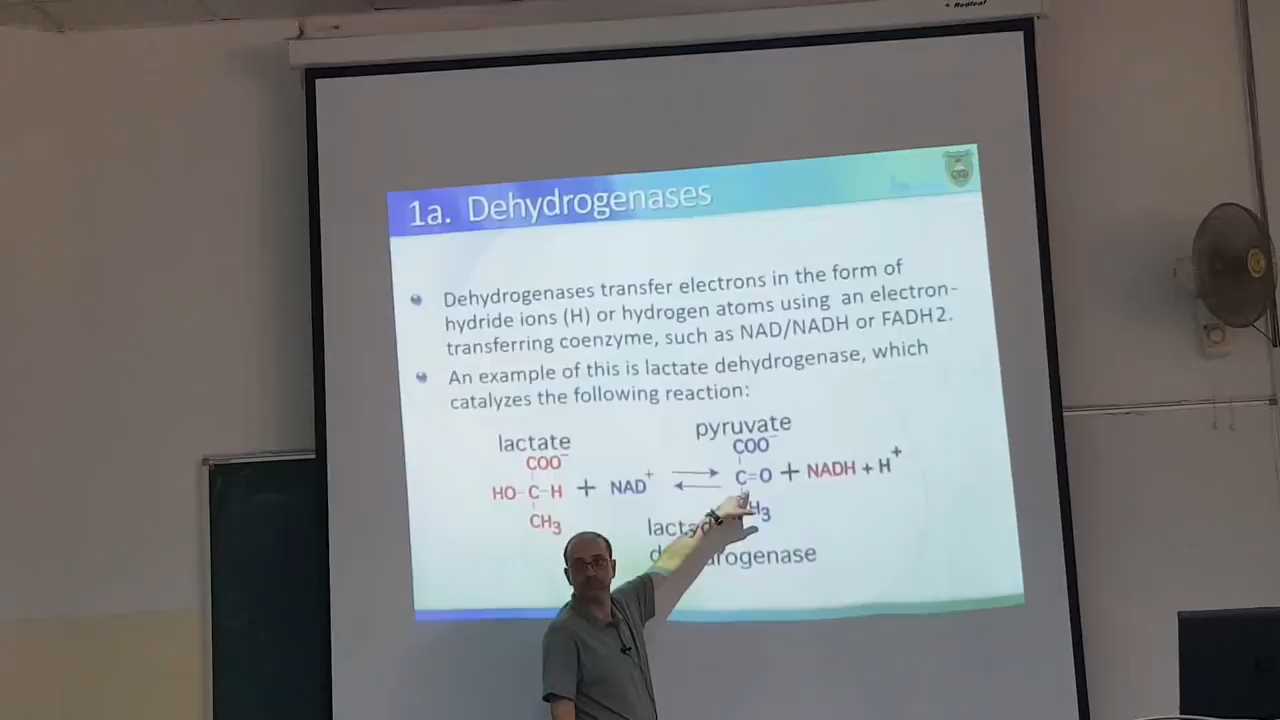 Redleaf
1a. Dehydrogenases
Dehydrogenases transfer electrons in the form of
hydride ions (H) or hydrogen atoms using an electron-
transferring coenzyme, such as NAD/NADH or FADH2.
An example of this is lactate dehydrogenase, which
catalyzes the following reaction:
lactate
pyruvate
COO⁻
COO⁻
HO-C-H + NAD⁺ ⇌ C=O + NADH + H⁺
CH3
H3